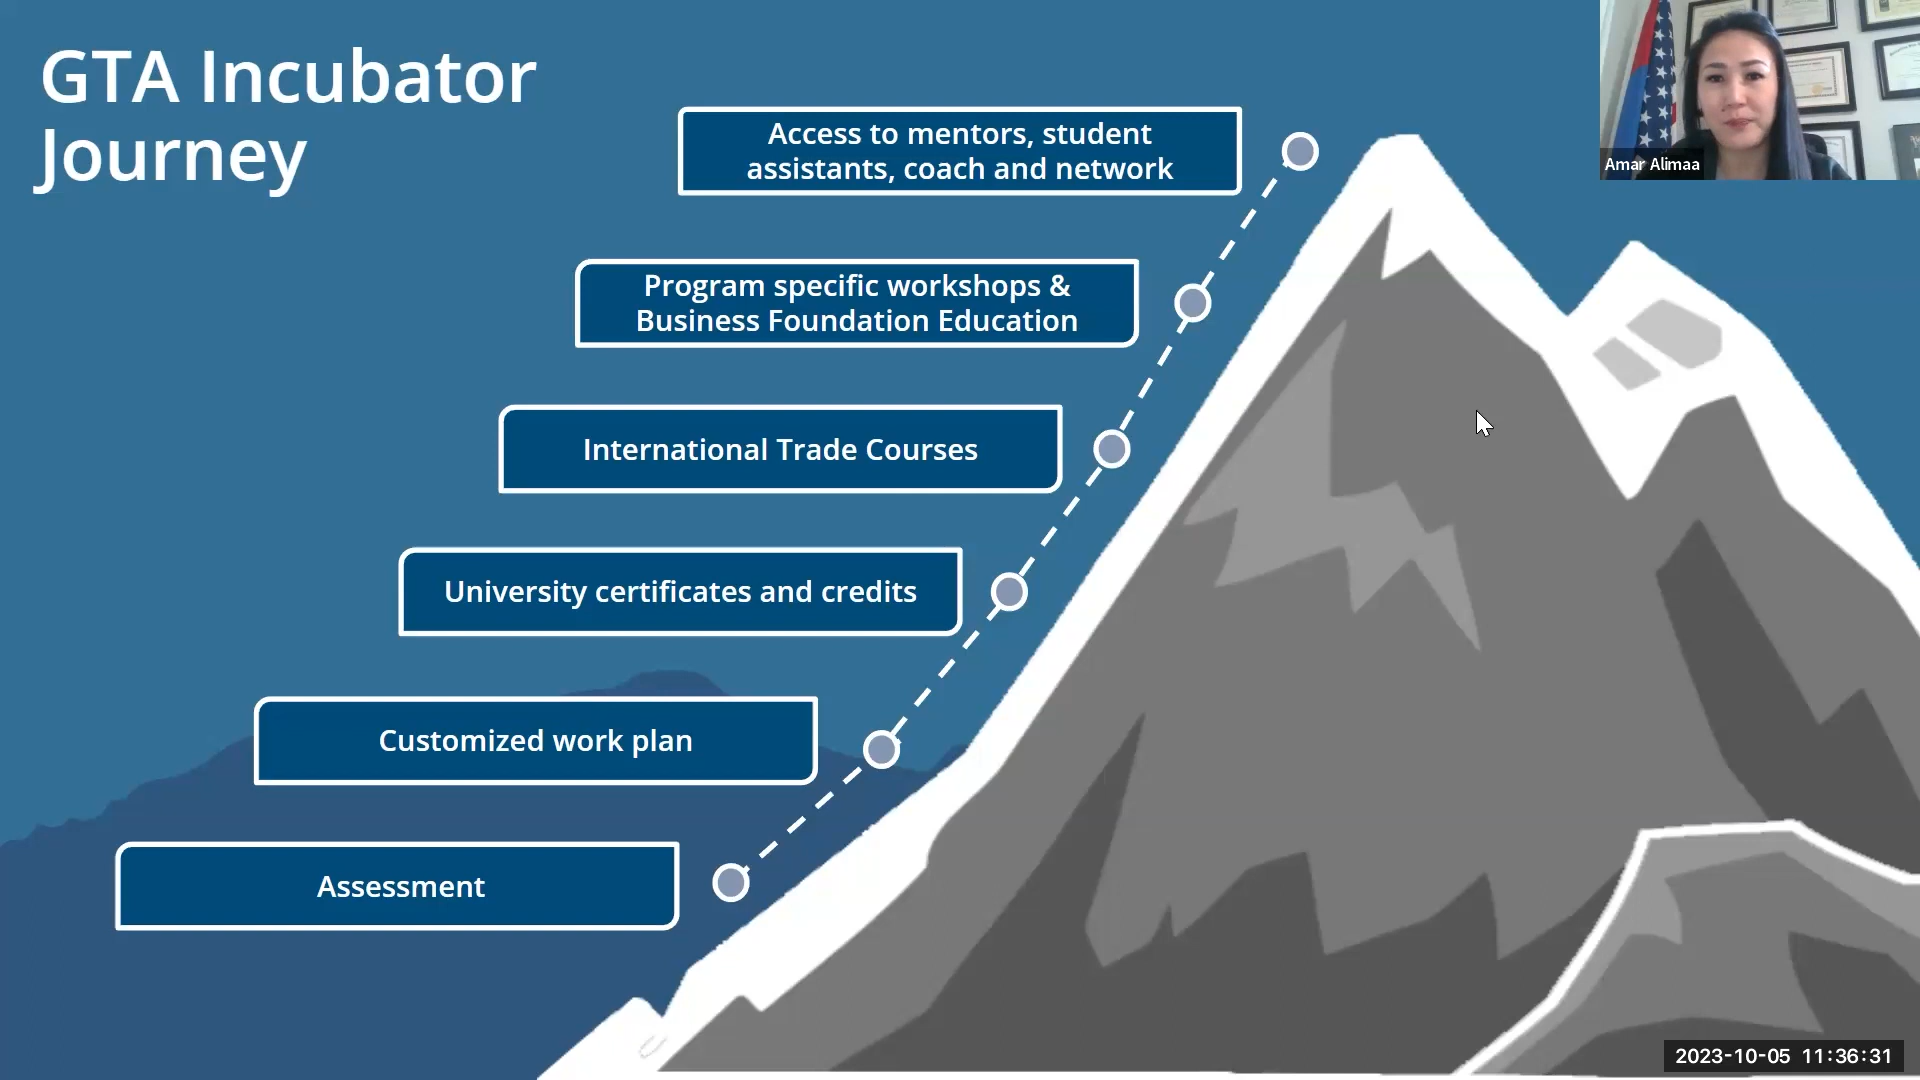 GTA Incubator
Journey
Amar Alimaa
Access to mentors, student
assistants, coach and network
Program specific workshops &
Business Foundation Education
International Trade Courses
University certificates and credits
Customized work plan
Assessment
2023-10-05 11:36:31